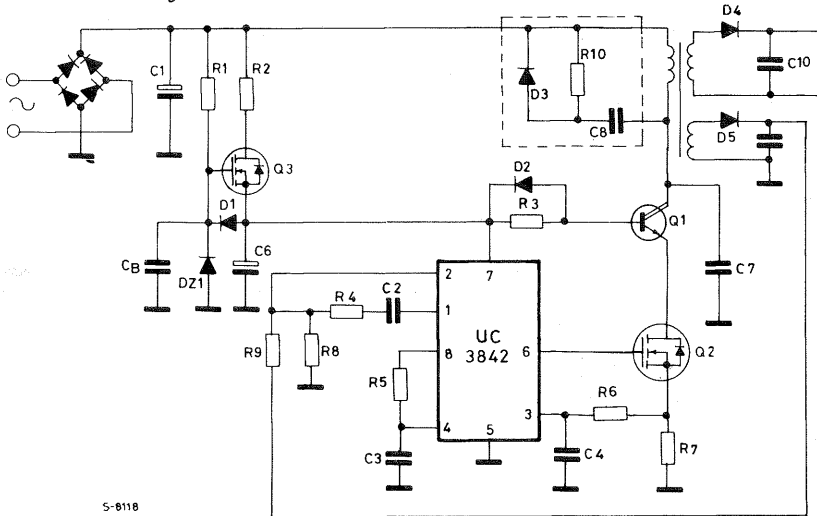 D4
R1
R2
C1
R10
D3
C8
C10
D5
Q3
D2
D1
R3
Q1
CB
DZ1
C6
C7
2
7
R4
C2
1
UC
3842
R9
R8
8
6
Q2
R5
R6
4
3
5
C3
C4
R7
S-8118